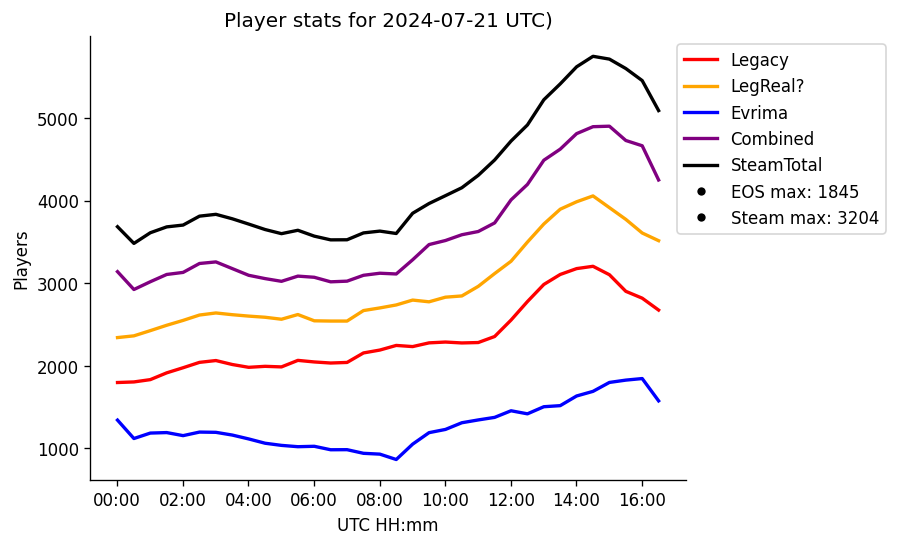 Player stats for 2024-07-21 UTC)
Legacy
LegReal?
Evrima
Combined
SteamTotal
EOS max: 1845
Steam max: 3204
Players
5000
4000
3000
2000
1000
00:00 02:00 04:00 06:00 08:00 10:00 12:00 14:00 16:00
UTC HH:mm